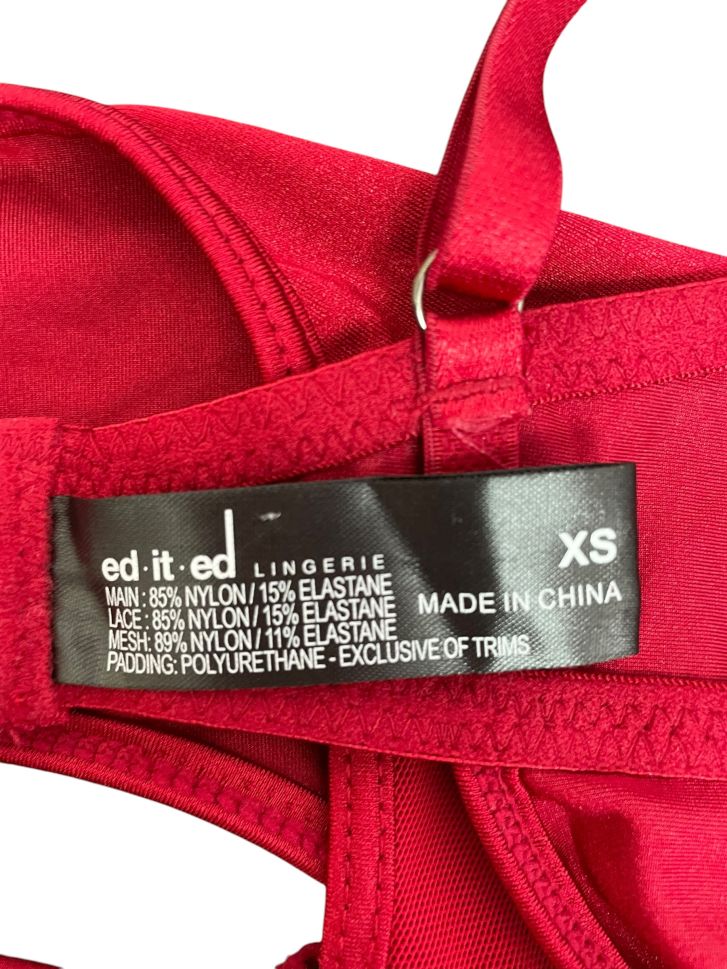 ed·it·ed LINGERIE
XS
MAIN : 85% NYLON / 15% ELASTANE
LACE : 85% NYLON / 15% ELASTANE
MADE IN CHINA
MESH: 89% NYLON / 11% ELASTANE
PADDING: POLYURETHANE - EXCLUSIVE OF TRIMS